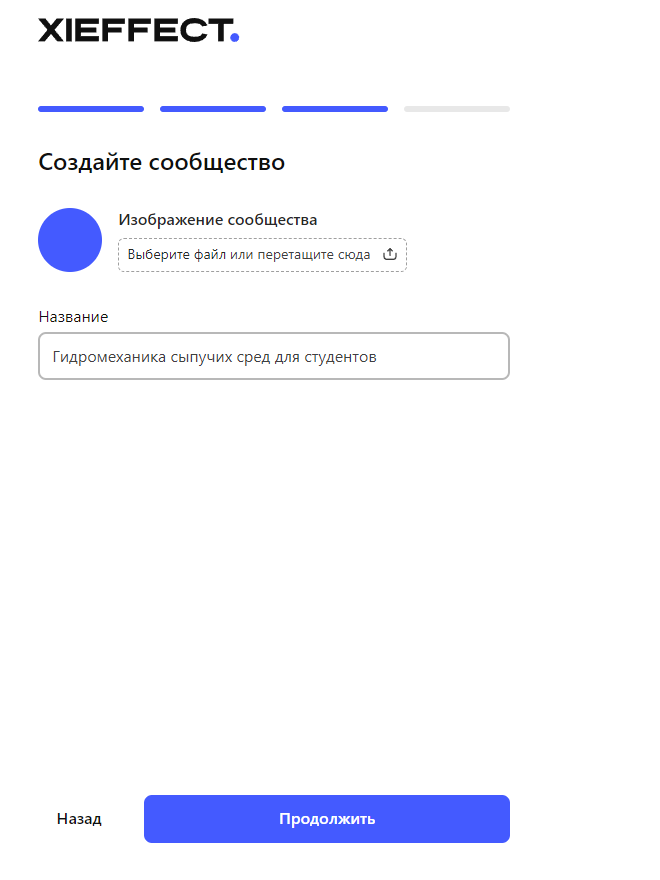 XIEFFECT.
Создайте сообщество
Изображение сообщества
Выберите файл или перетащите сюда
Название
Гидромеханика сыпучих сред для студентов
Назад
Продолжить